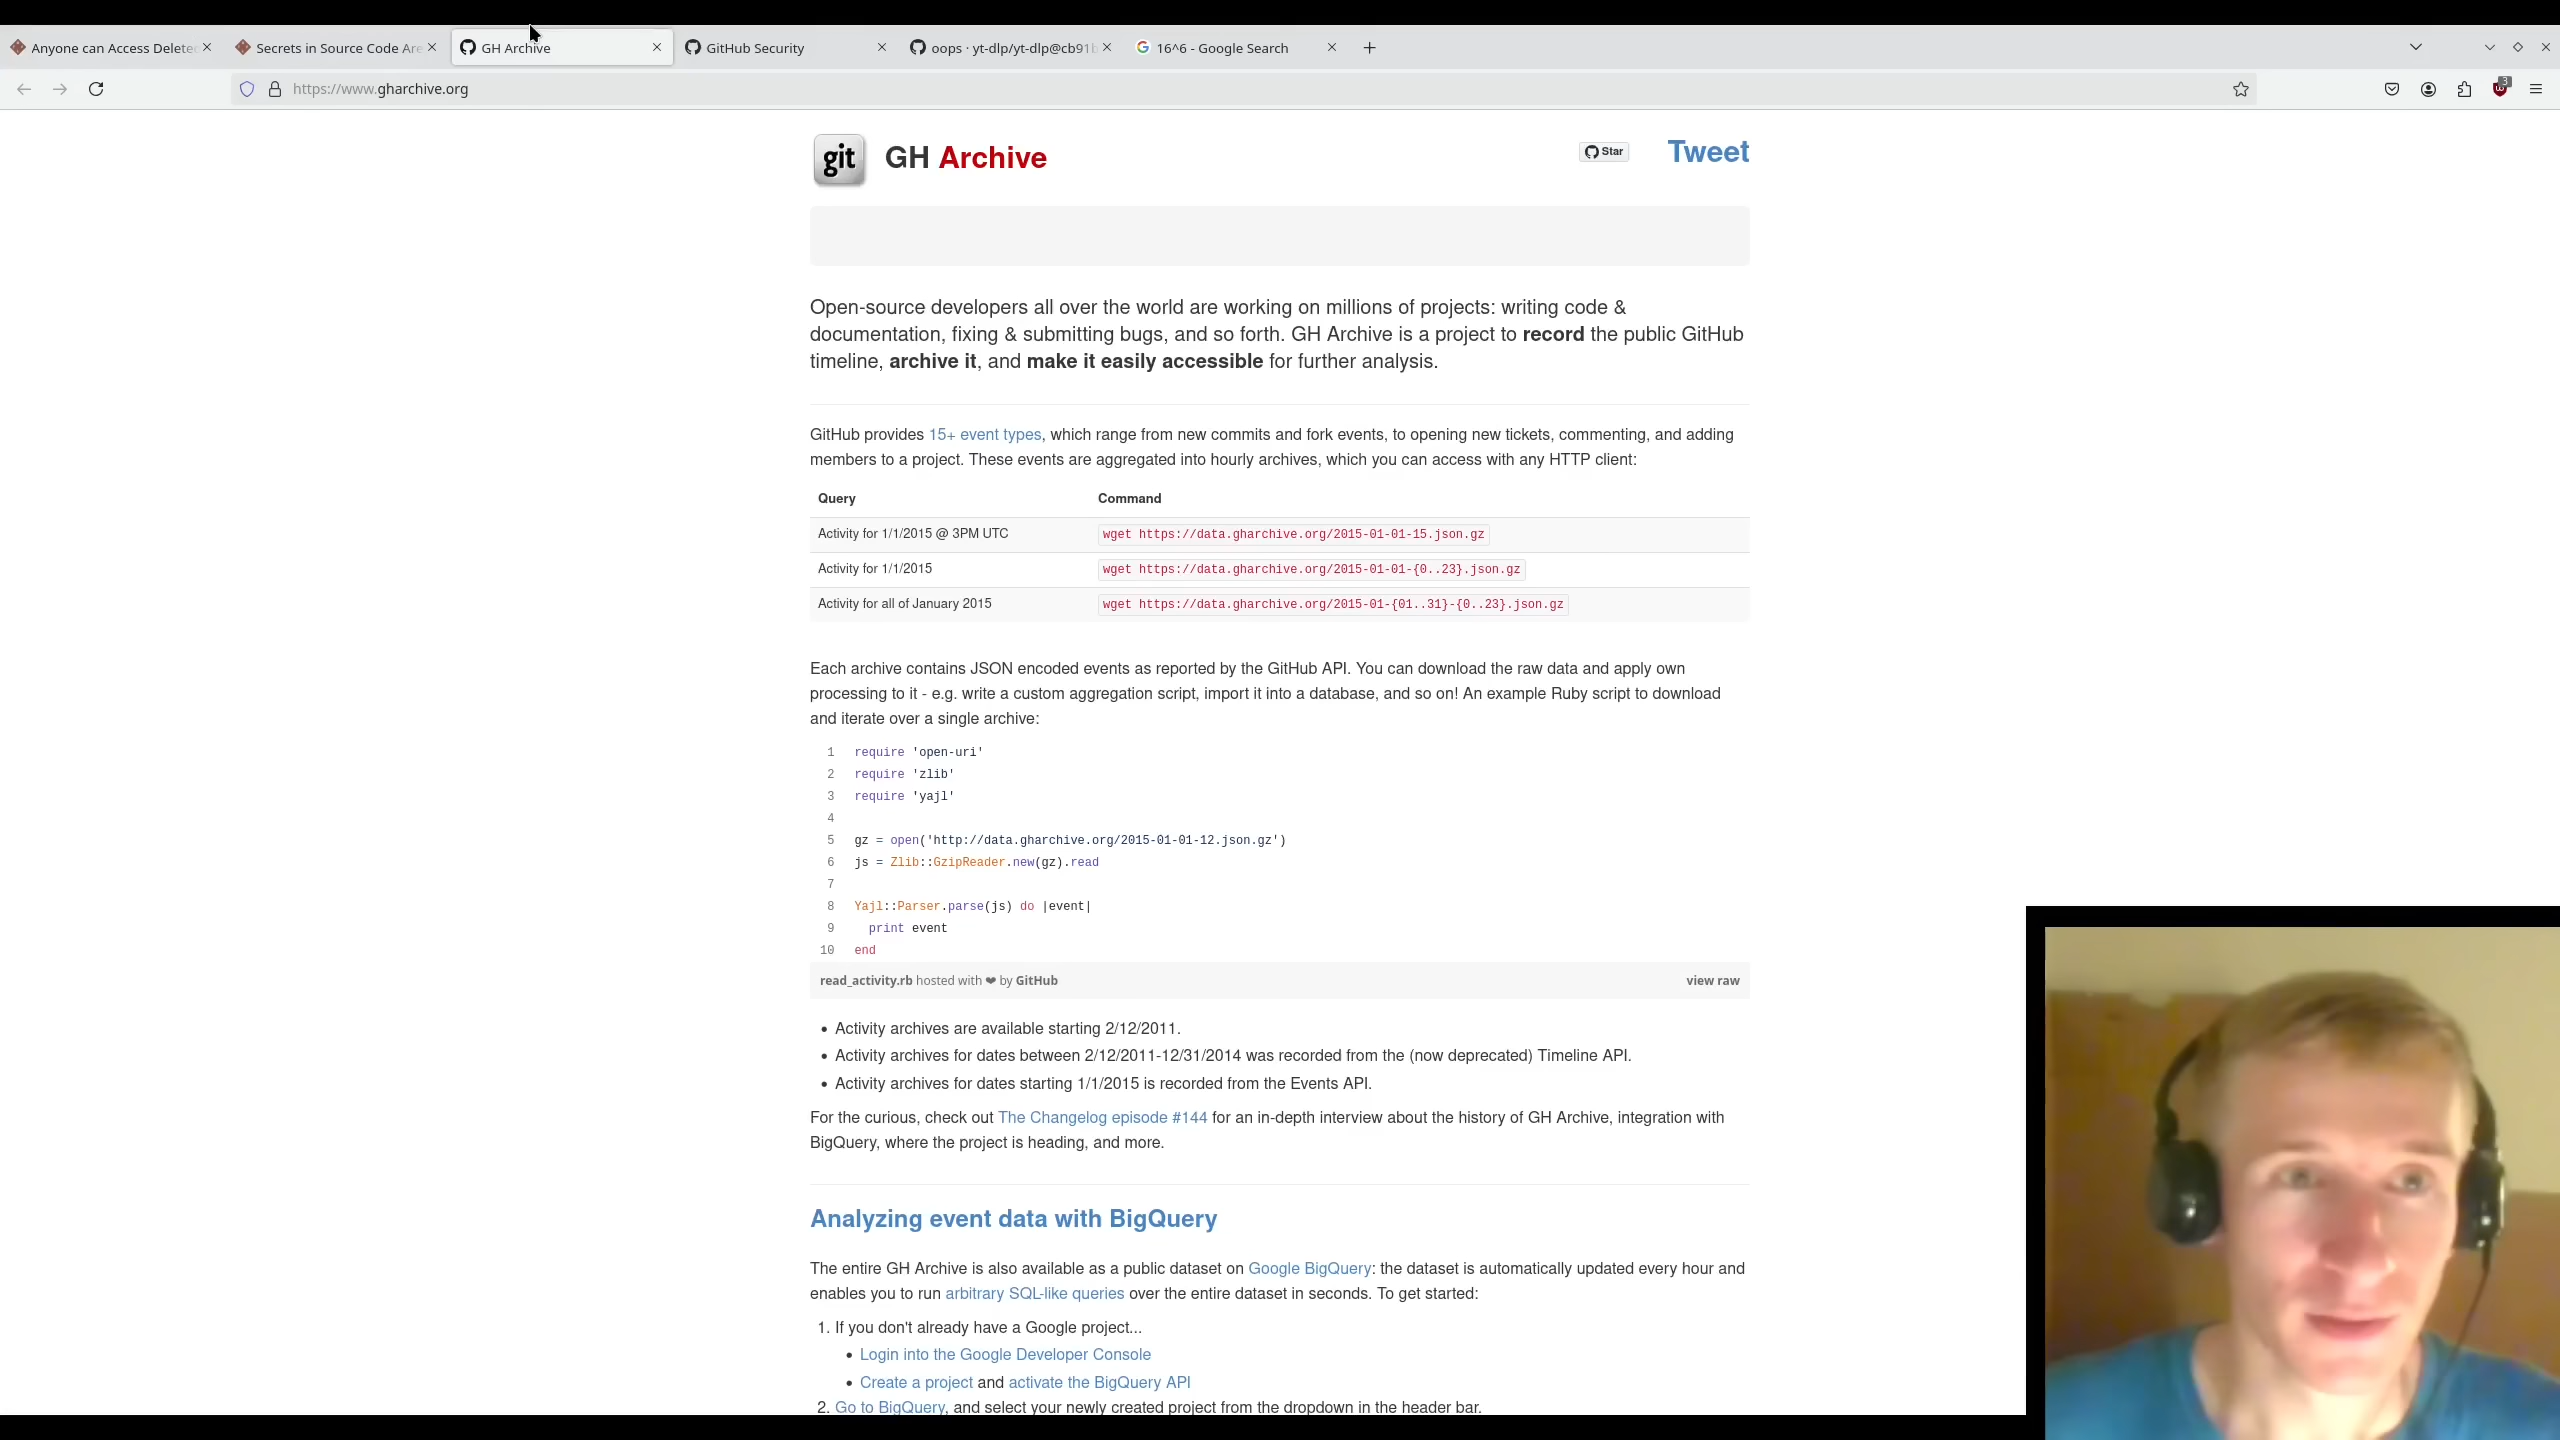 Anyone can Access Delete
Secrets in Source Code Are
GH Archive
GitHub Security
oops · yt-dlp/yt-dlp@cb91b
16^6 - Google Search
https://www.gharchive.org
3
git
GH Archive
Star
Tweet
Open-source developers all over the world are working on millions of projects: writing code &
documentation, fixing & submitting bugs, and so forth. GH Archive is a project to record the public GitHub
timeline, archive it, and make it easily accessible for further analysis.
GitHub provides 15+ event types, which range from new commits and fork events, to opening new tickets, commenting, and adding
members to a project. These events are aggregated into hourly archives, which you can access with any HTTP client:
Query Command
Activity for 1/1/2015 @ 3PM UTC wget https://data.gharchive.org/2015-01-01-15.json.gz
Activity for 1/1/2015 wget https://data.gharchive.org/2015-01-01-{0..23}.json.gz
Activity for all of January 2015 wget https://data.gharchive.org/2015-01-{01..31}-{0..23}.json.gz
Each archive contains JSON encoded events as reported by the GitHub API. You can download the raw data and apply own
processing to it - e.g. write a custom aggregation script, import it into a database, and so on! An example Ruby script to download
and iterate over a single archive:
1 require 'open-uri'
2 require 'zlib'
3 require 'yajl'
4
5 gz = open('http://data.gharchive.org/2015-01-01-12.json.gz')
6 js = Zlib::GzipReader.new(gz).read
7
8 Yajl::Parser.parse(js) do |event|
9 print event
10 end
read_activity.rb hosted with ❤ by GitHub view raw
• Activity archives are available starting 2/12/2011.
• Activity archives for dates between 2/12/2011-12/31/2014 was recorded from the (now deprecated) Timeline API.
• Activity archives for dates starting 1/1/2015 is recorded from the Events API.
For the curious, check out The Changelog episode #144 for an in-depth interview about the history of GH Archive, integration with
BigQuery, where the project is heading, and more.
Analyzing event data with BigQuery
The entire GH Archive is also available as a public dataset on Google BigQuery: the dataset is automatically updated every hour and
enables you to run arbitrary SQL-like queries over the entire dataset in seconds. To get started:
1. If you don't already have a Google project...
• Login into the Google Developer Console
• Create a project and activate the BigQuery API
2. Go to BigQuery, and select your newly created project from the dropdown in the header bar.